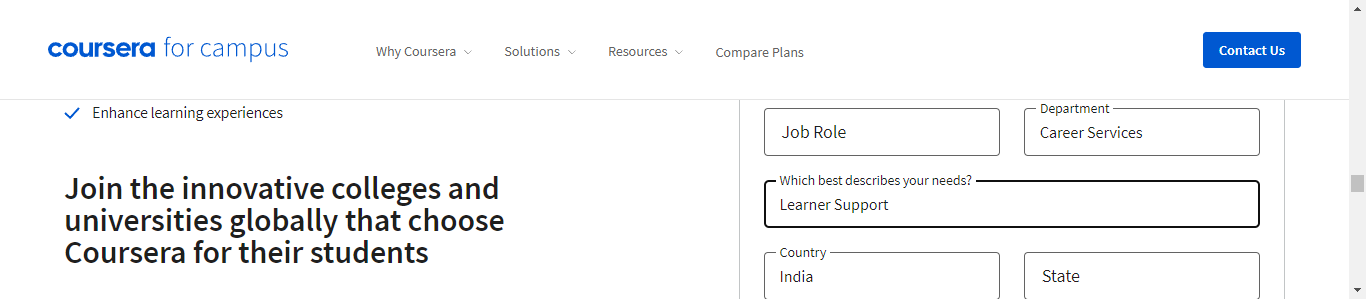 coursera for campus
Why Coursera
Solutions
Resources
Compare Plans
Contact Us
Enhance learning experiences
Join the innovative colleges and
universities globally that choose
Coursera for their students
Job Role
Department
Career Services
Which best describes your needs?
Learner Support
Country
India
State